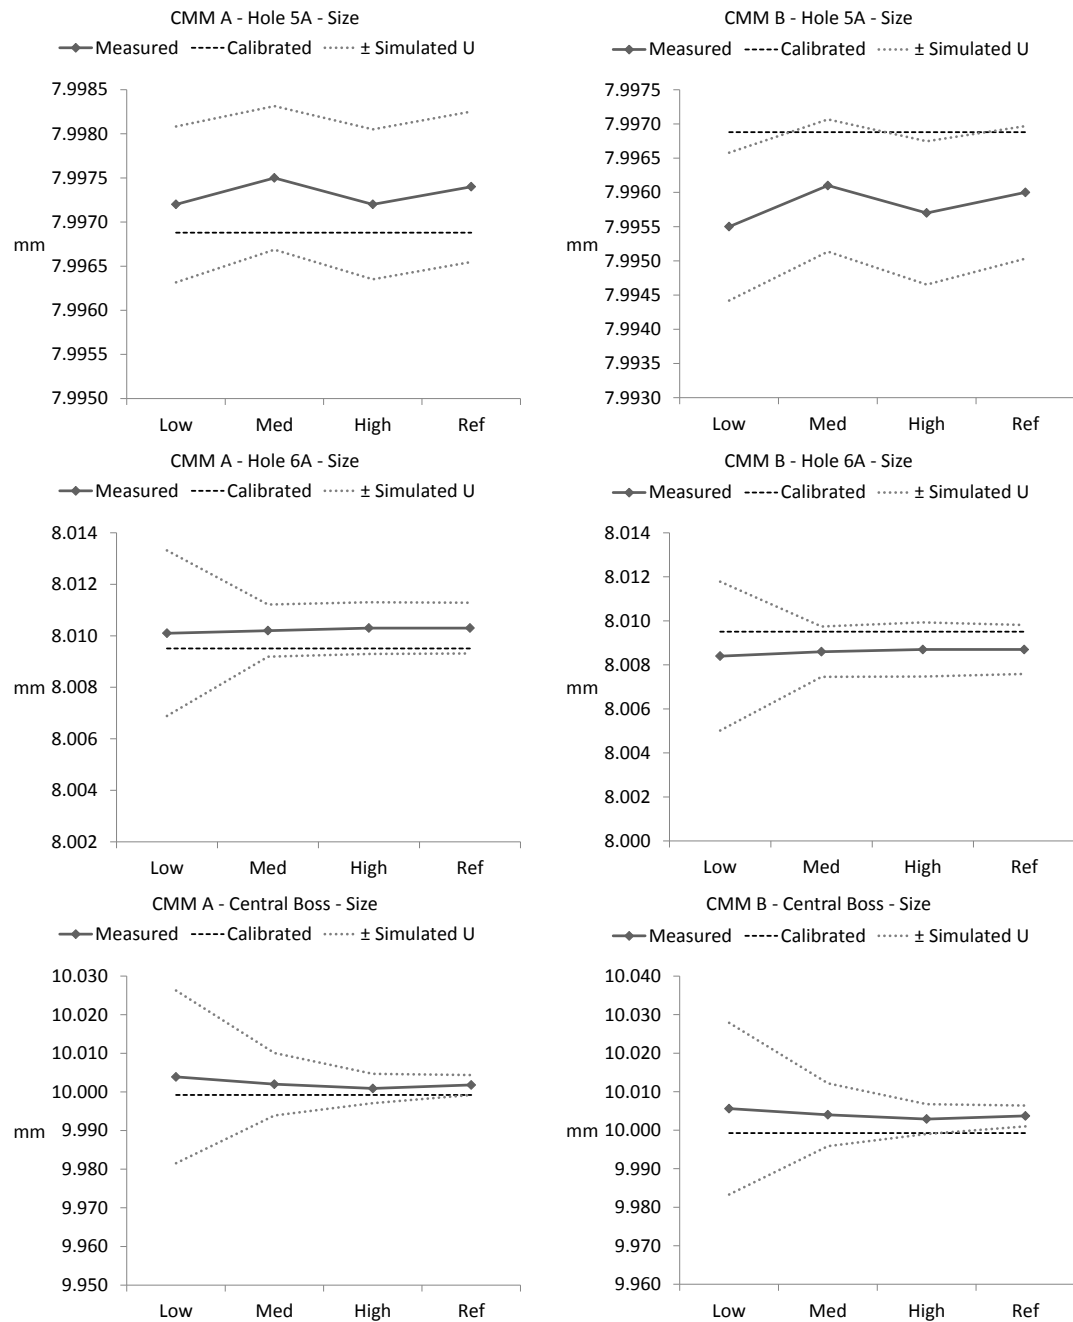 CMM A - Hole 5A - Size
Measured Calibrated ± Simulated U
7.9985
7.9980
7.9975
7.9970
mm
7.9965
7.9960
7.9955
7.9950
Low Med High Ref
CMM B - Hole 5A - Size
Measured Calibrated ± Simulated U
7.9975
7.9970
7.9965
7.9960
7.9955
mm
7.9950
7.9945
7.9940
7.9935
7.9930
Low Med High Ref
CMM A - Hole 6A - Size
Measured Calibrated ± Simulated U
8.014
8.012
8.010
mm
8.008
8.006
8.004
8.002
Low Med High Ref
CMM B - Hole 6A - Size
Measured Calibrated ± Simulated U
8.014
8.012
8.010
8.008
mm
8.006
8.004
8.002
8.000
Low Med High Ref
CMM A - Central Boss - Size
Measured Calibrated ± Simulated U
10.030
10.020
10.010
10.000
mm
9.990
9.980
9.970
9.960
9.950
Low Med High Ref
CMM B - Central Boss - Size
Measured Calibrated ± Simulated U
10.040
10.030
10.020
10.010
mm
10.000
9.990
9.980
9.970
9.960
Low Med High Ref